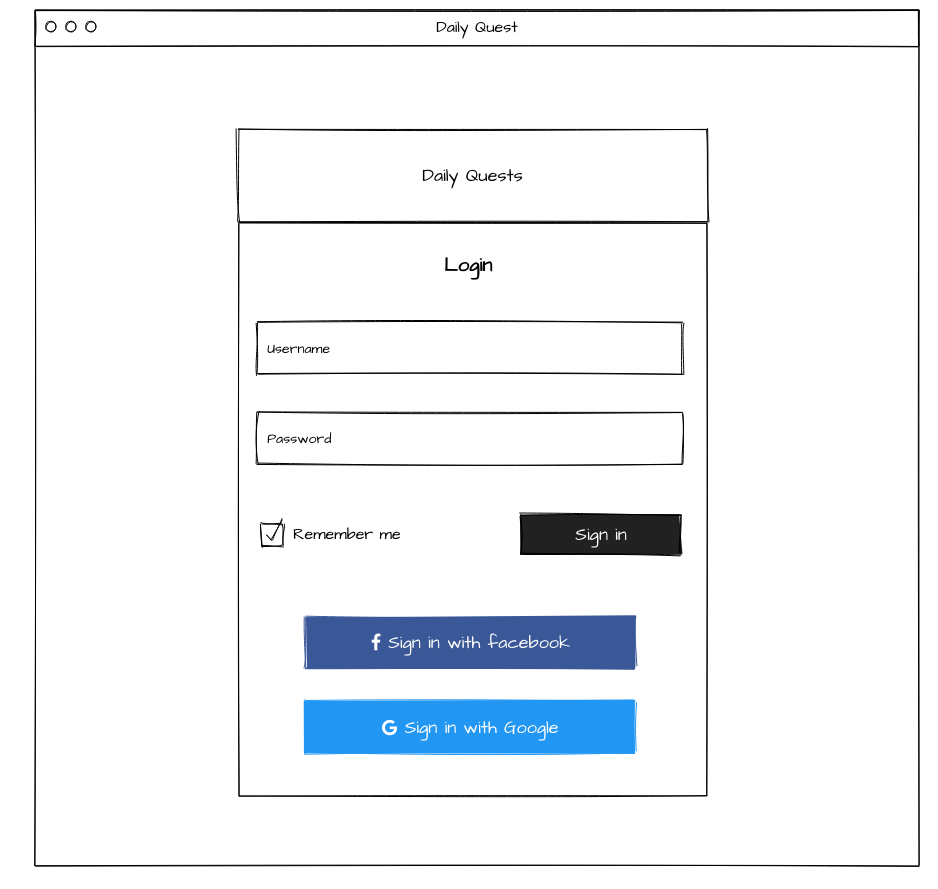 Daily Quest
Daily Quests
Login
Username
Password
Remember me
Sign in
Sign in with facebook
Sign in with Google